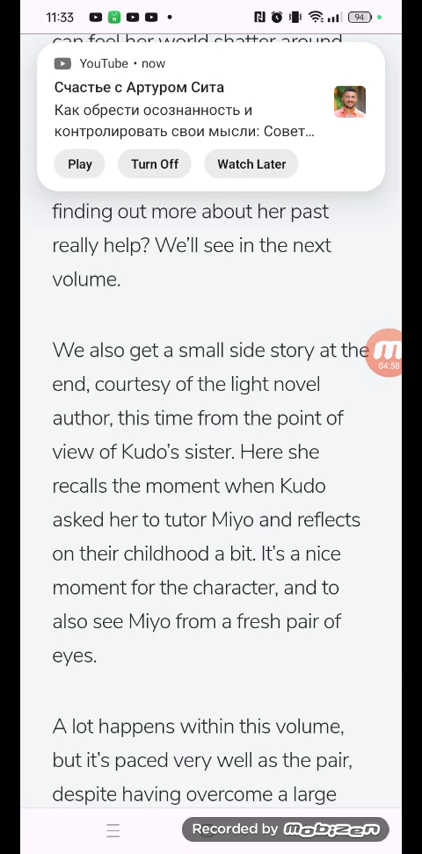 11:33
94
can feel her world shatter around
YouTube • now
Счастье с Артуром Сита
Как обрести осознанность и
контролировать свои мысли: Совет...
Play Turn Off Watch Later
finding out more about her past
really help? We’ll see in the next
volume.
We also get a small side story at the
end, courtesy of the light novel
author, this time from the point of
view of Kudo’s sister. Here she
recalls the moment when Kudo
asked her to tutor Miyo and reflects
on their childhood a bit. It’s a nice
moment for the character, and to
also see Miyo from a fresh pair of
eyes.
04:58
A lot happens within this volume,
but it’s paced very well as the pair,
despite having overcome a large
Recorded by mobizen